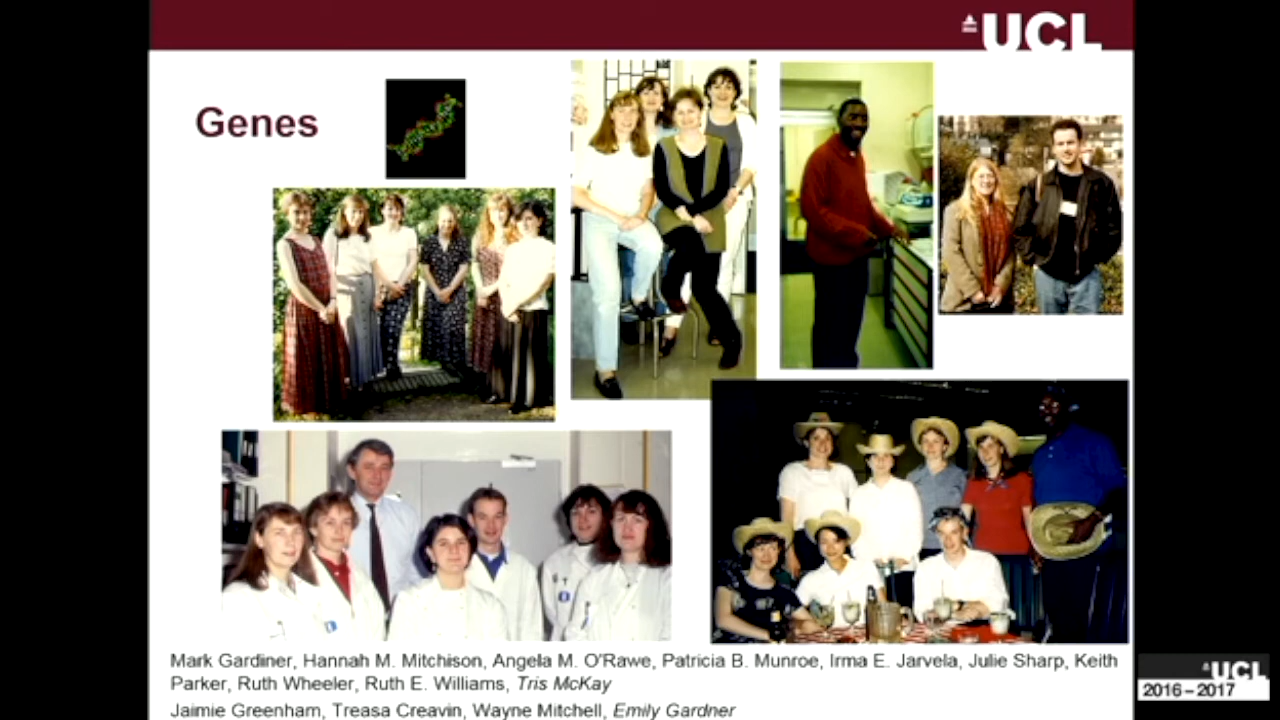 UCL
Genes
Mark Gardiner, Hannah M. Mitchison, Angela M. O'Rawe, Patricia B. Munroe, Irma E. Jarvela, Julie Sharp, Keith
Parker, Ruth Wheeler, Ruth E. Williams, Tris McKay
Jaimie Greenham, Treasa Creavin, Wayne Mitchell, Emily Gardner
UCL
2016–2017